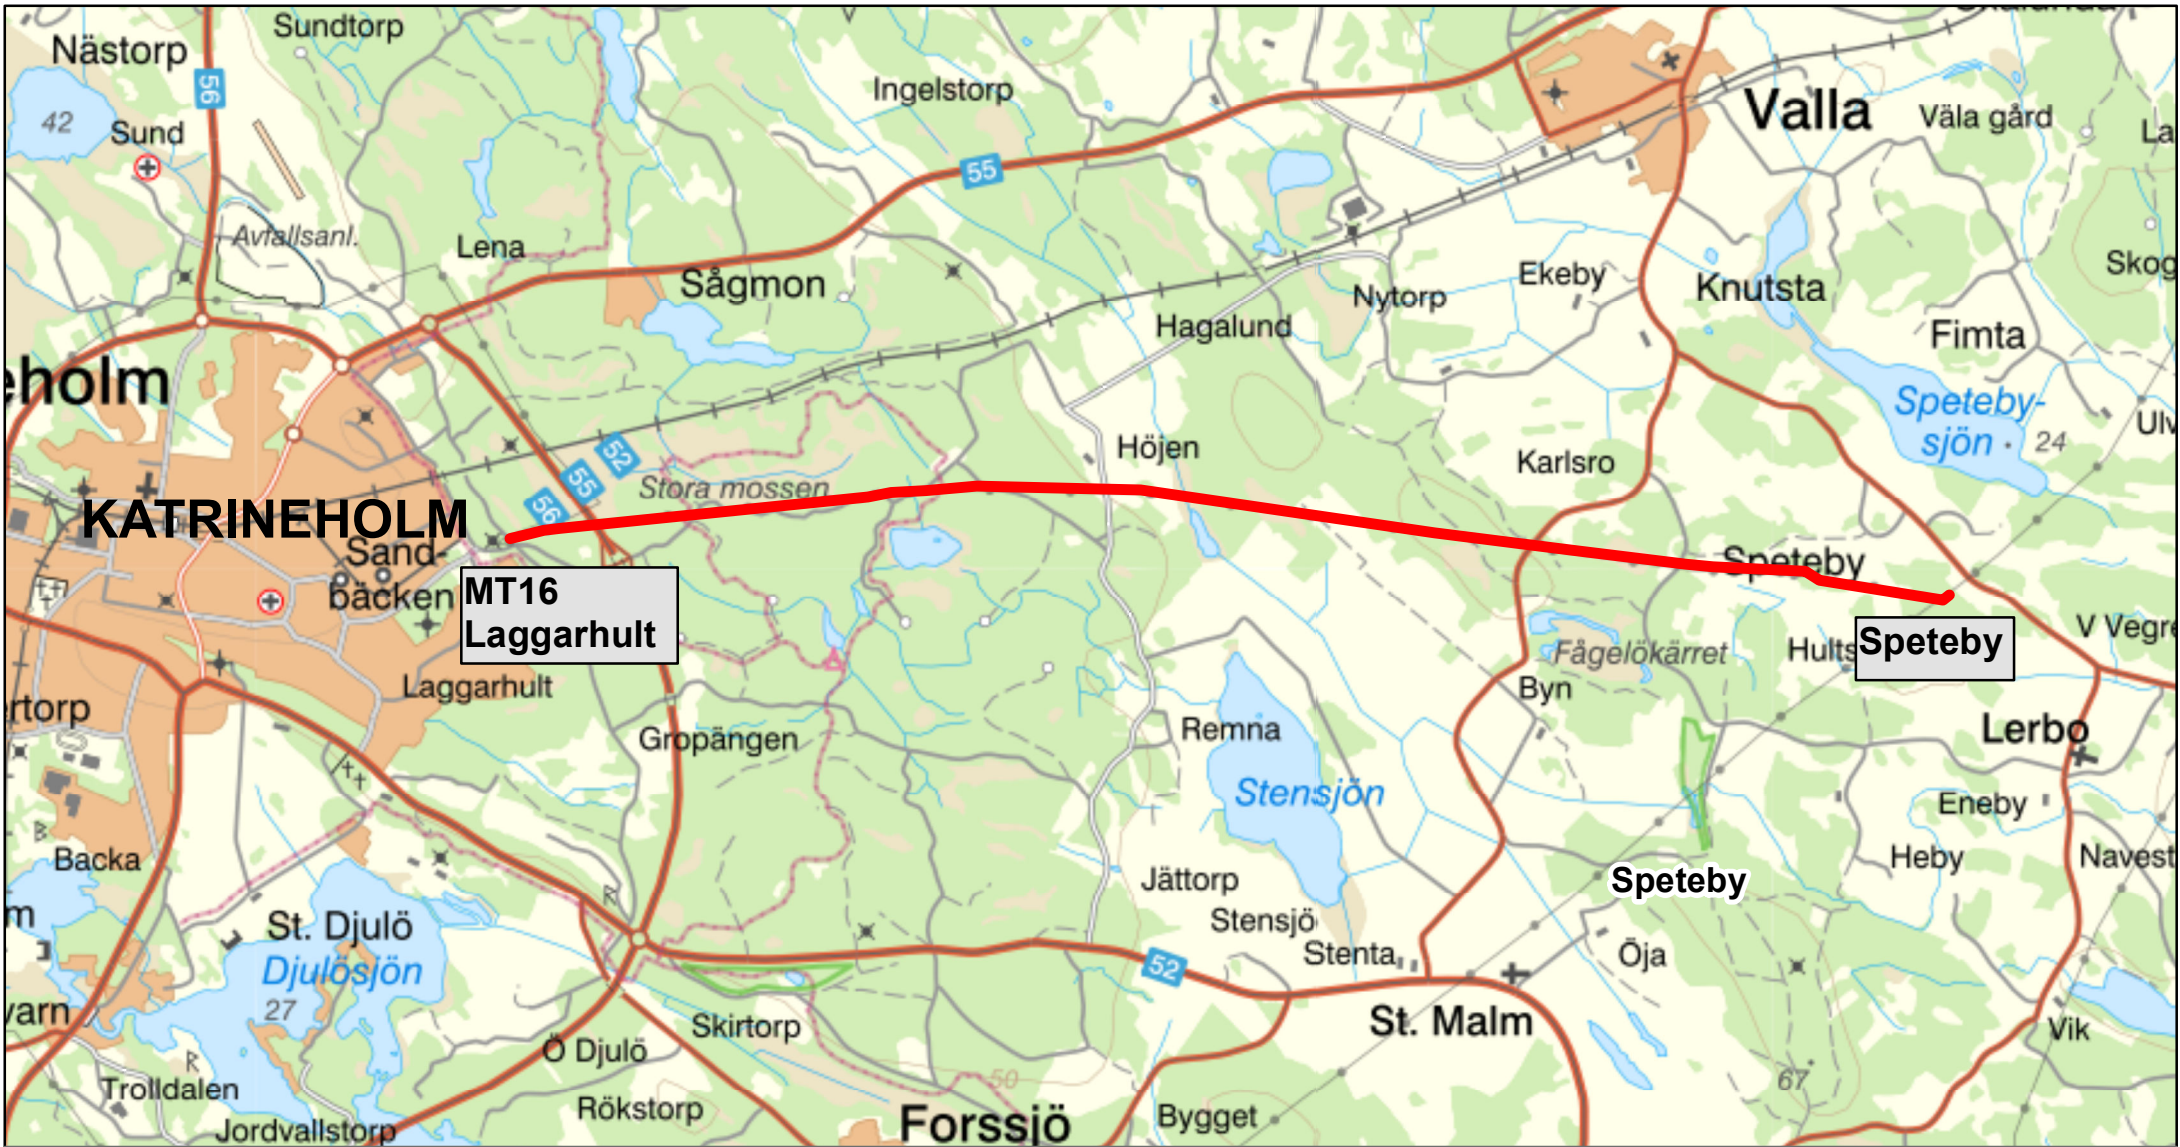 Sundtorp
Nästorp
56
Ingelstorp
Valla
Väla gård
42
Sund
55
Avfallsanl.
Lena
Sågmon
Ekeby
Knutsta
Skog
Nytorp
Hagalund
Fimta
eholm
Speteby-
sjön
24
Höjen
Karlsro
52
55
56
Stora mossen
KATRINEHOLM
Sand-
bäcken
Speteby
MT16
Laggarhult
V Vegre
Hults
Speteby
Fågelökärret
Laggarhult
Byn
ertorp
Gropängen
Remna
Lerbo
Stensjön
Eneby
Backa
Heby
Navest
Jättorp
Speteby
Stensjö
St. Djulö
Djulösjön
Stenta
Öja
52
27
varn
Skirtorp
St. Malm
Vik
Ö Djulö
Trolldalen
50
67
Rökstorp
Forssjö
Bygget
Jordvallstorp